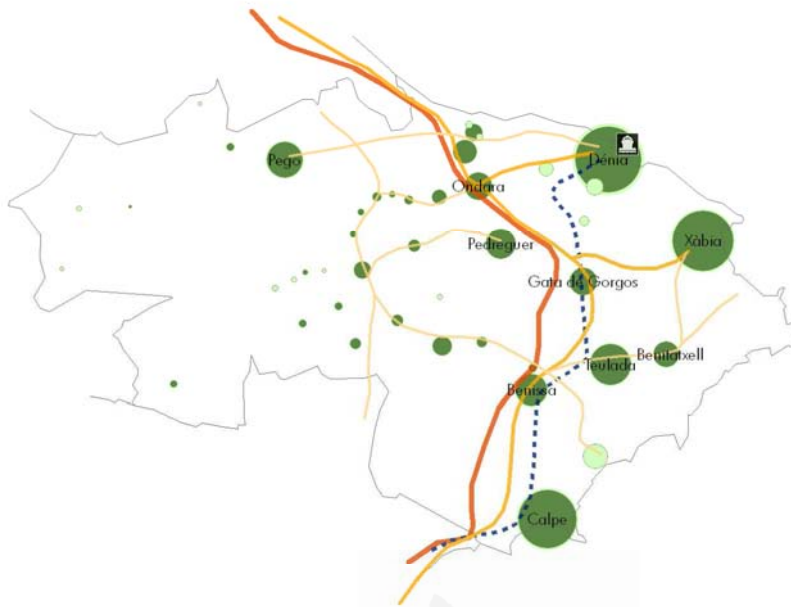 Pego
Dénia
Ondara
Pedreguer
Xàbia
Gata de Gorgos
Benitatxell
Teulada
Benissa
Calpe